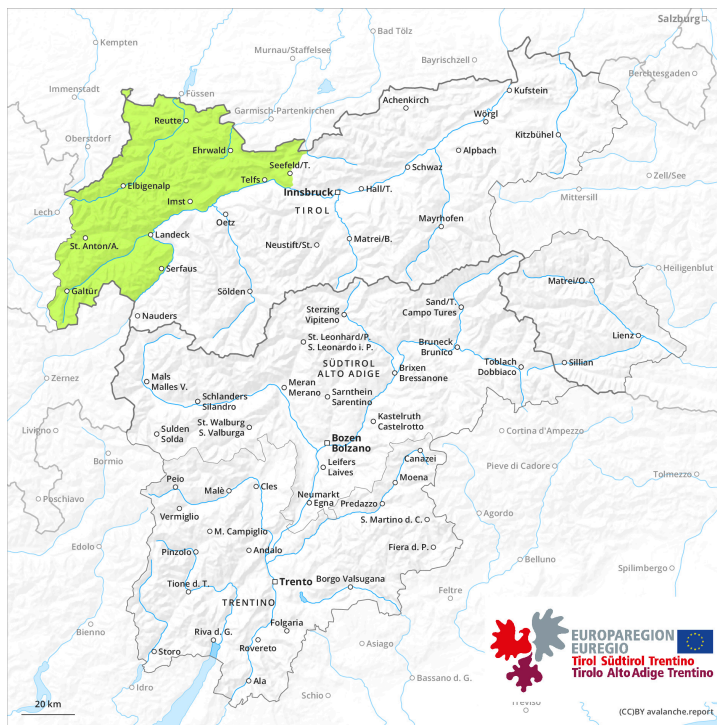 Salzburg
Kempten
Bad Tölz
Murnau/Staffelsee
Bayrischzell
Berchtesgaden
Immenstadt
Füssen
Achenkirch
Kufstein
Garmisch-Partenkirchen
Reutte
Wörgl
Oberstdorf
Ehrwald
Kitzbühel
Alpbach
Seefeld/T.
Schwaz
Telfs
Zell/See
Elbigenalp
Innsbruck
Hall/T.
Mittersill
Imst
TIROL
Lech
Oetz
Mayrhofen
Landeck
St. Anton/A.
Neustift/St.
Matrei/B.
Serfaus
Heiligenblut
Galtür
Sölden
Matrei/O.
Nauders
Sand/T.
Campo Tures
Sterzing
Vipiteno
Lienz
St. Leonhard/P.
S. Leonardo i. P.
Bruneck
Brunico
Toblach
Dobbiaco
Sillian
SÜDTIROL
ALTO ADIGE
Brixen
Bressanone
Zernez
Mals
Malles V.
Meran
Merano
Sarnthein
Sarentino
Schlanders
Silandro
Kastelruth
Castelrotto
Livigno
St. Walburg
S. Valburga
Sulden
Solda
Cortina d'Ampezzo
Bozen
Bolzano
Bormio
Canazei
Leifers
Laives
Pieve di Cadore
Tolmezzo
Peio
Moena
Poschiavo
Malè
Cles
Neumarkt
Egna
Predazzo
Vermiglio
Agordo
S. Martino d. C.
M. Campiglio
Edolo
Pinzolo
Andalo
Fiera d. P.
Belluno
Spilimbergo
Tione d. T.
Trento
Borgo Valsugana
Feltre
TRENTINO
Folgaria
Bienno
Riva d. G.
Rovereto
Asiago
Storo
Bassano d. G.
Ala
Idro
Schio
Treviso
EUROPAREGION
EUREGIO
Tirol Südtirol Trentino
Tirolo Alto Adige Trentino
20 km
(CC)BY avalanche.report